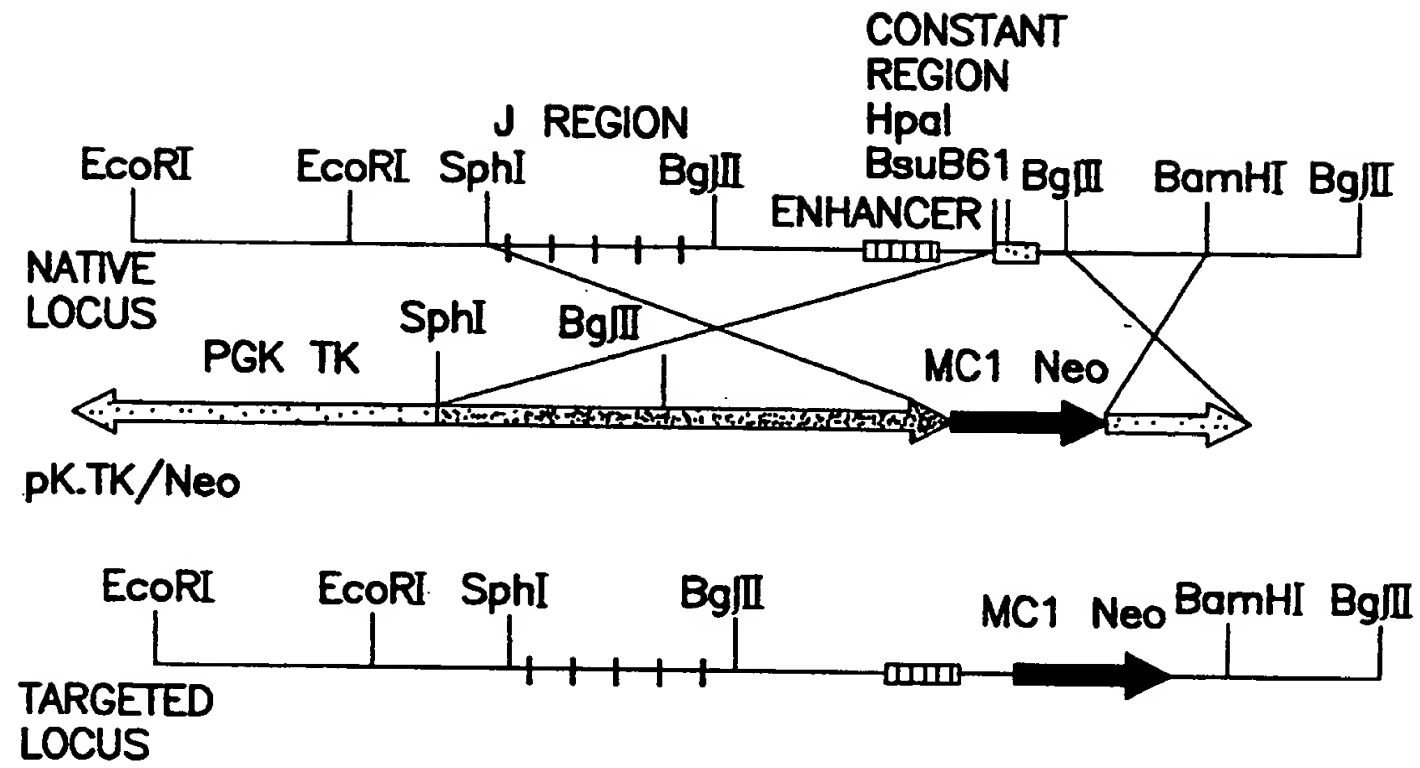 CONSTANT
REGION
HpaI
BsuB61
J REGION
EcoRI EcoRI SphI BglII BglII BamHI BglII
ENHANCER
NATIVE
LOCUS
SphI BglII
PGK TK MC1 Neo
pK.TK/Neo
EcoRI EcoRI SphI BglII MC1 Neo BamHI BglII
TARGETED
LOCUS